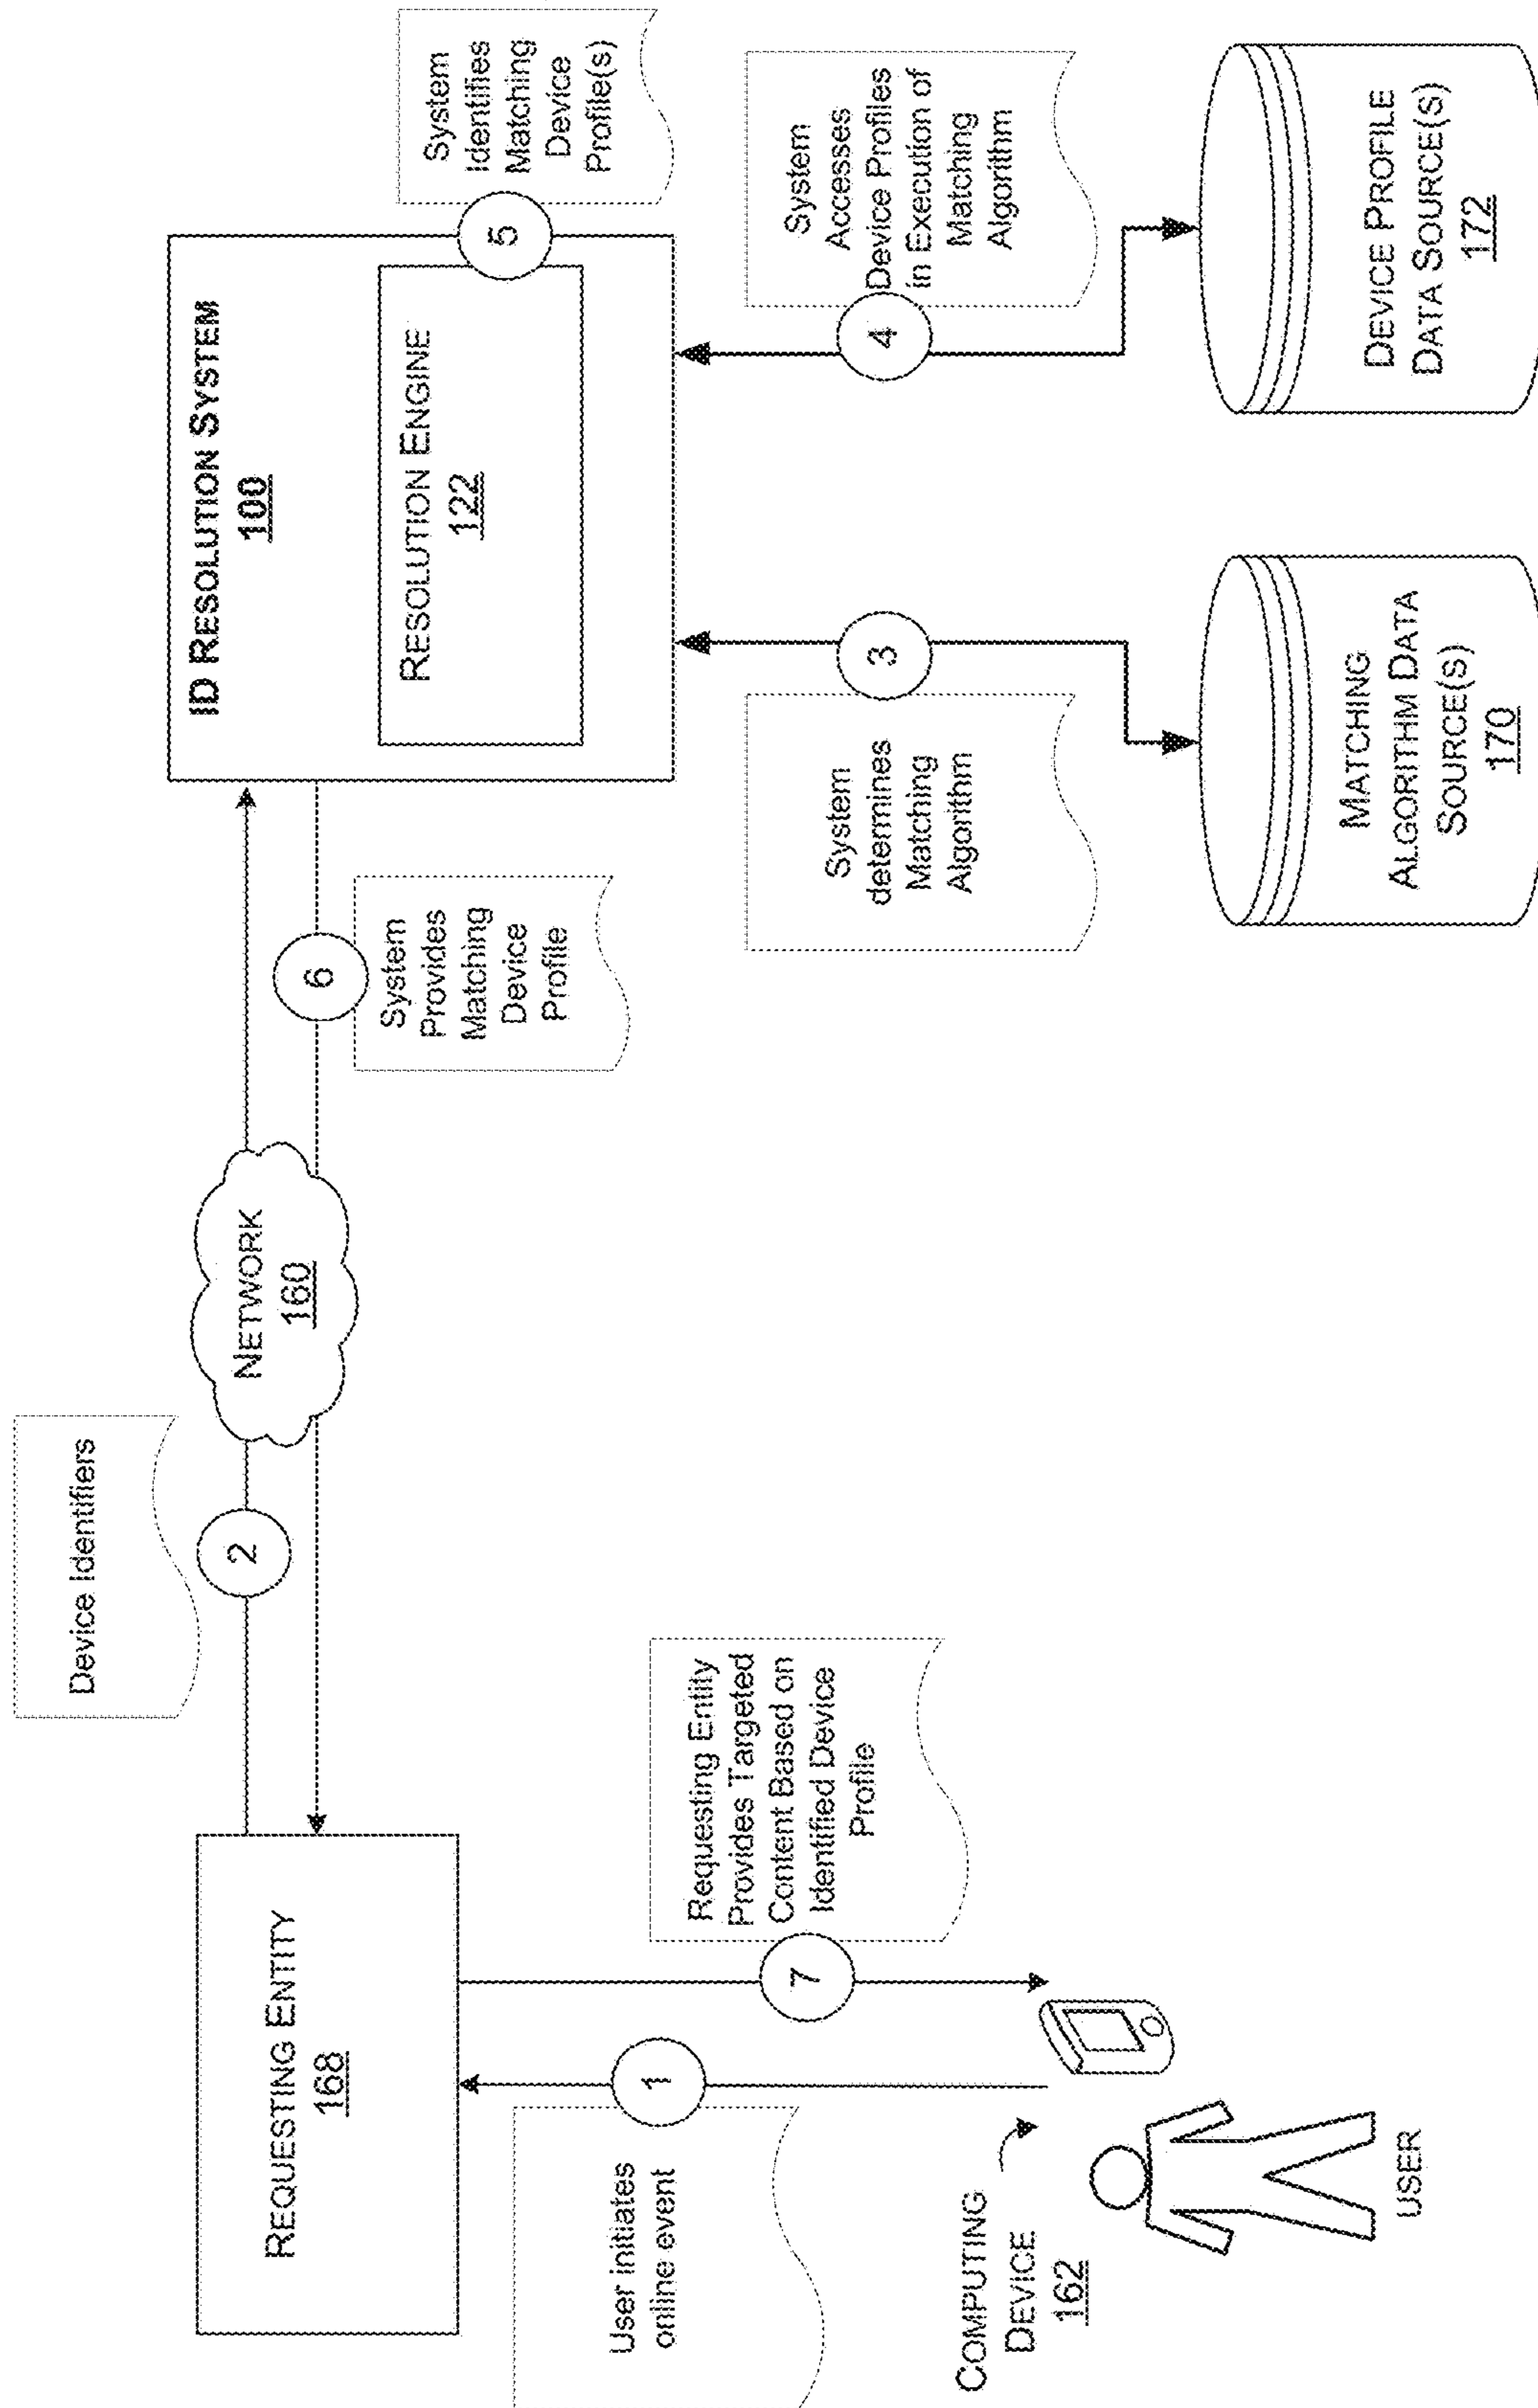 Device Identifiers
2
REQUESTING ENTITY
168
NETWORK
160
6
System
Provides
Matching
Device
Profile
ID RESOLUTION SYSTEM
100
RESOLUTION ENGINE
122
5
System
Identifies
Matching
Device
Profile(s)
User initiates
online event
1
7
Requesting Entity
Provides Targeted
Content Based on
Identified Device
Profile
System
determines
Matching
Algorithm
3
4
System
Accesses
Device Profiles
in Execution of
Matching
Algorithm
COMPUTING
DEVICE
162
USER
MATCHING
ALGORITHM DATA
SOURCE(S)
170
DEVICE PROFILE
DATA SOURCE(S)
172